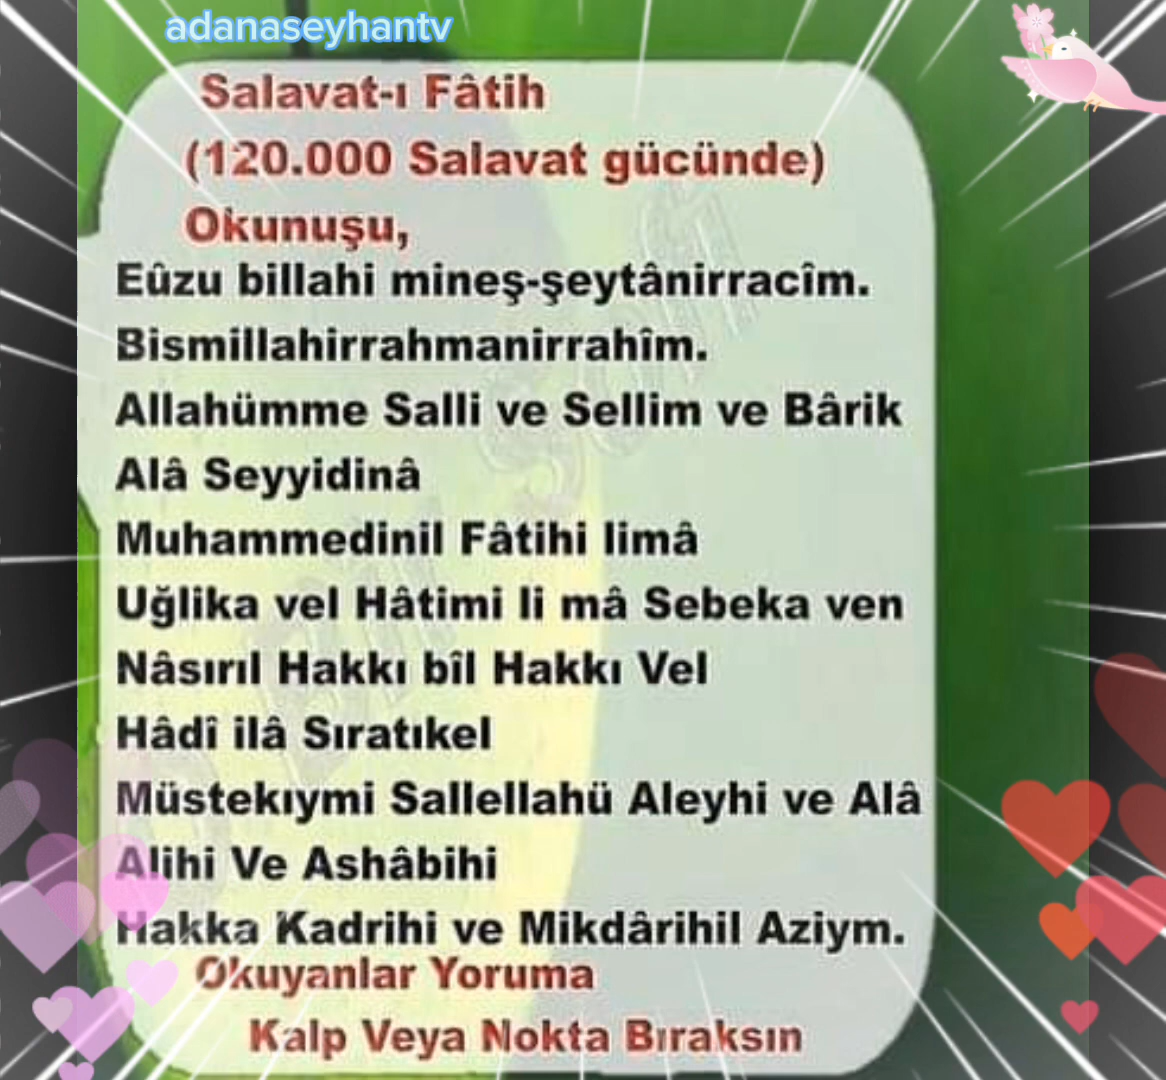 adanaseyhantv
Salavat-ı Fâtih
(120.000 Salavat gücünde)
Okunuşu,
Eûzu billahi mineş-şeytânirracîm.
Bismillahirrahmanirrahîm.
Allahümme Salli ve Sellim ve Bârik
Alâ Seyyidinâ
Muhammedinil Fâtihi limâ
Uğlika vel Hâtimi li mâ Sebeka ven
Nâsırıl Hakkı bîl Hakkı Vel
Hâdî ilâ Sıratıkel
Müstekıymi Sallellahü Aleyhi ve Alâ
Alihi Ve Ashâbihi
Hakka Kadrihi ve Mikdârihil Aziym.
Okuyanlar Yoruma
Kalp Veya Nokta Bıraksın